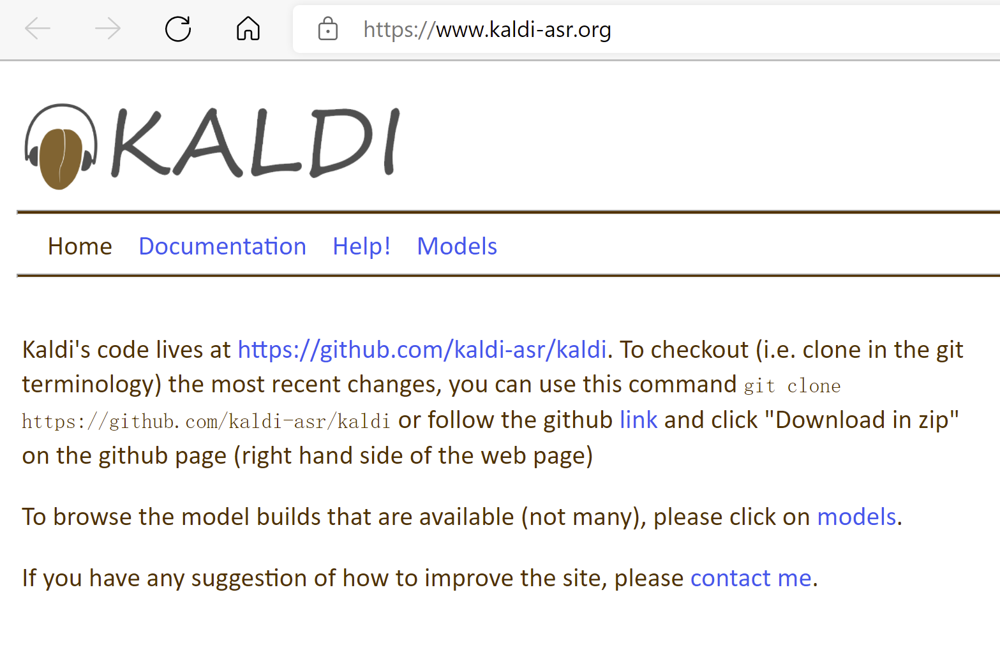 https://www.kaldi-asr.org
KALDI
Home Documentation Help! Models
Kaldi's code lives at https://github.com/kaldi-asr/kaldi. To checkout (i.e. clone in the git
terminology) the most recent changes, you can use this command git clone
https://github.com/kaldi-asr/kaldi or follow the github link and click "Download in zip"
on the github page (right hand side of the web page)
To browse the model builds that are available (not many), please click on models.
If you have any suggestion of how to improve the site, please contact me.